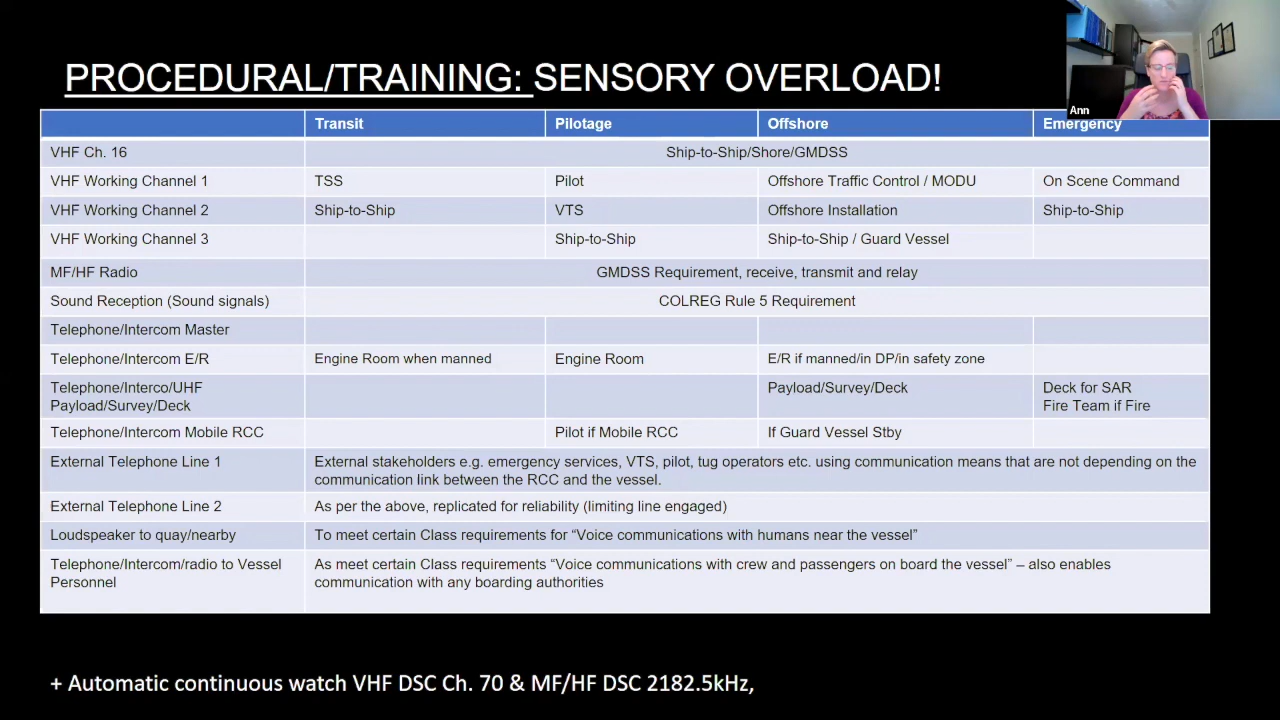 PROCEDURAL/TRAINING: SENSORY OVERLOAD!
Ann
Transit Pilotage Offshore Emergency
VHF Ch. 16 Ship-to-Ship/Shore/GMDSS
VHF Working Channel 1 TSS Pilot Offshore Traffic Control / MODU On Scene Command
VHF Working Channel 2 Ship-to-Ship VTS Offshore Installation Ship-to-Ship
VHF Working Channel 3 Ship-to-Ship Ship-to-Ship / Guard Vessel
MF/HF Radio GMDSS Requirement, receive, transmit and relay
Sound Reception (Sound signals) COLREG Rule 5 Requirement
Telephone/Intercom Master
Telephone/Intercom E/R Engine Room when manned Engine Room E/R if manned/in DP/in safety zone
Telephone/Interco/UHF Payload/Survey/Deck Deck for SAR
Payload/Survey/Deck Fire Team if Fire
Telephone/Intercom Mobile RCC Pilot if Mobile RCC If Guard Vessel Stby
External Telephone Line 1 External stakeholders e.g. emergency services, VTS, pilot, tug operators etc. using communication means that are not depending on the
communication link between the RCC and the vessel.
External Telephone Line 2 As per the above, replicated for reliability (limiting line engaged)
Loudspeaker to quay/nearby To meet certain Class requirements for “Voice communications with humans near the vessel”
Telephone/Intercom/radio to Vessel As meet certain Class requirements “Voice communications with crew and passengers on board the vessel” – also enables
Personnel communication with any boarding authorities
+ Automatic continuous watch VHF DSC Ch. 70 & MF/HF DSC 2182.5kHz,